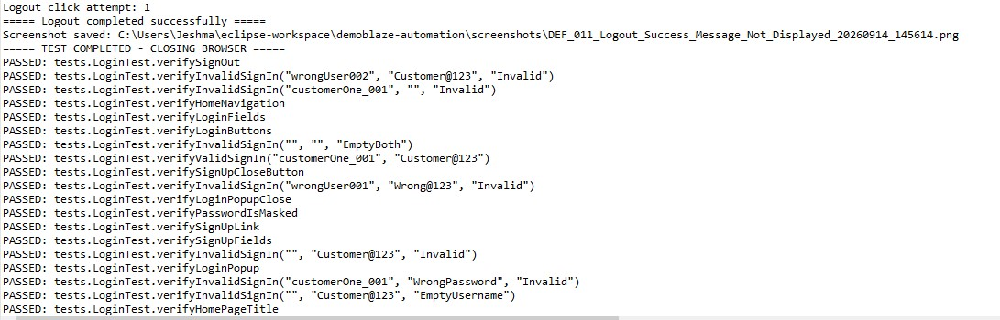 Logout click attempt: 1
===== Logout completed successfully =====
Screenshot saved: C:\Users\Jeshma\eclipse-workspace\demoblaze-automation\screenshots\DEF_011_Logout_Success_Message_Not_Displayed_20260914_145614.png
===== TEST COMPLETED - CLOSING BROWSER =====
PASSED: tests.LoginTest.verifySignOut
PASSED: tests.LoginTest.verifyInvalidSignIn("wrongUser002", "Customer@123", "Invalid")
PASSED: tests.LoginTest.verifyInvalidSignIn("customerOne_001", "", "Invalid")
PASSED: tests.LoginTest.verifyHomeNavigation
PASSED: tests.LoginTest.verifyLoginFields
PASSED: tests.LoginTest.verifyLoginButtons
PASSED: tests.LoginTest.verifyInvalidSignIn("", "", "EmptyBoth")
PASSED: tests.LoginTest.verifyValidSignIn("customerOne_001", "Customer@123")
PASSED: tests.LoginTest.verifySignUpCloseButton
PASSED: tests.LoginTest.verifyInvalidSignIn("wrongUser001", "Wrong@123", "Invalid")
PASSED: tests.LoginTest.verifyLoginPopupClose
PASSED: tests.LoginTest.verifyPasswordIsMasked
PASSED: tests.LoginTest.verifySignUpLink
PASSED: tests.LoginTest.verifySignUpFields
PASSED: tests.LoginTest.verifyInvalidSignIn("", "Customer@123", "Invalid")
PASSED: tests.LoginTest.verifyLoginPopup
PASSED: tests.LoginTest.verifyInvalidSignIn("customerOne_001", "WrongPassword", "Invalid")
PASSED: tests.LoginTest.verifyInvalidSignIn("", "Customer@123", "EmptyUsername")
PASSED: tests.LoginTest.verifyHomePageTitle